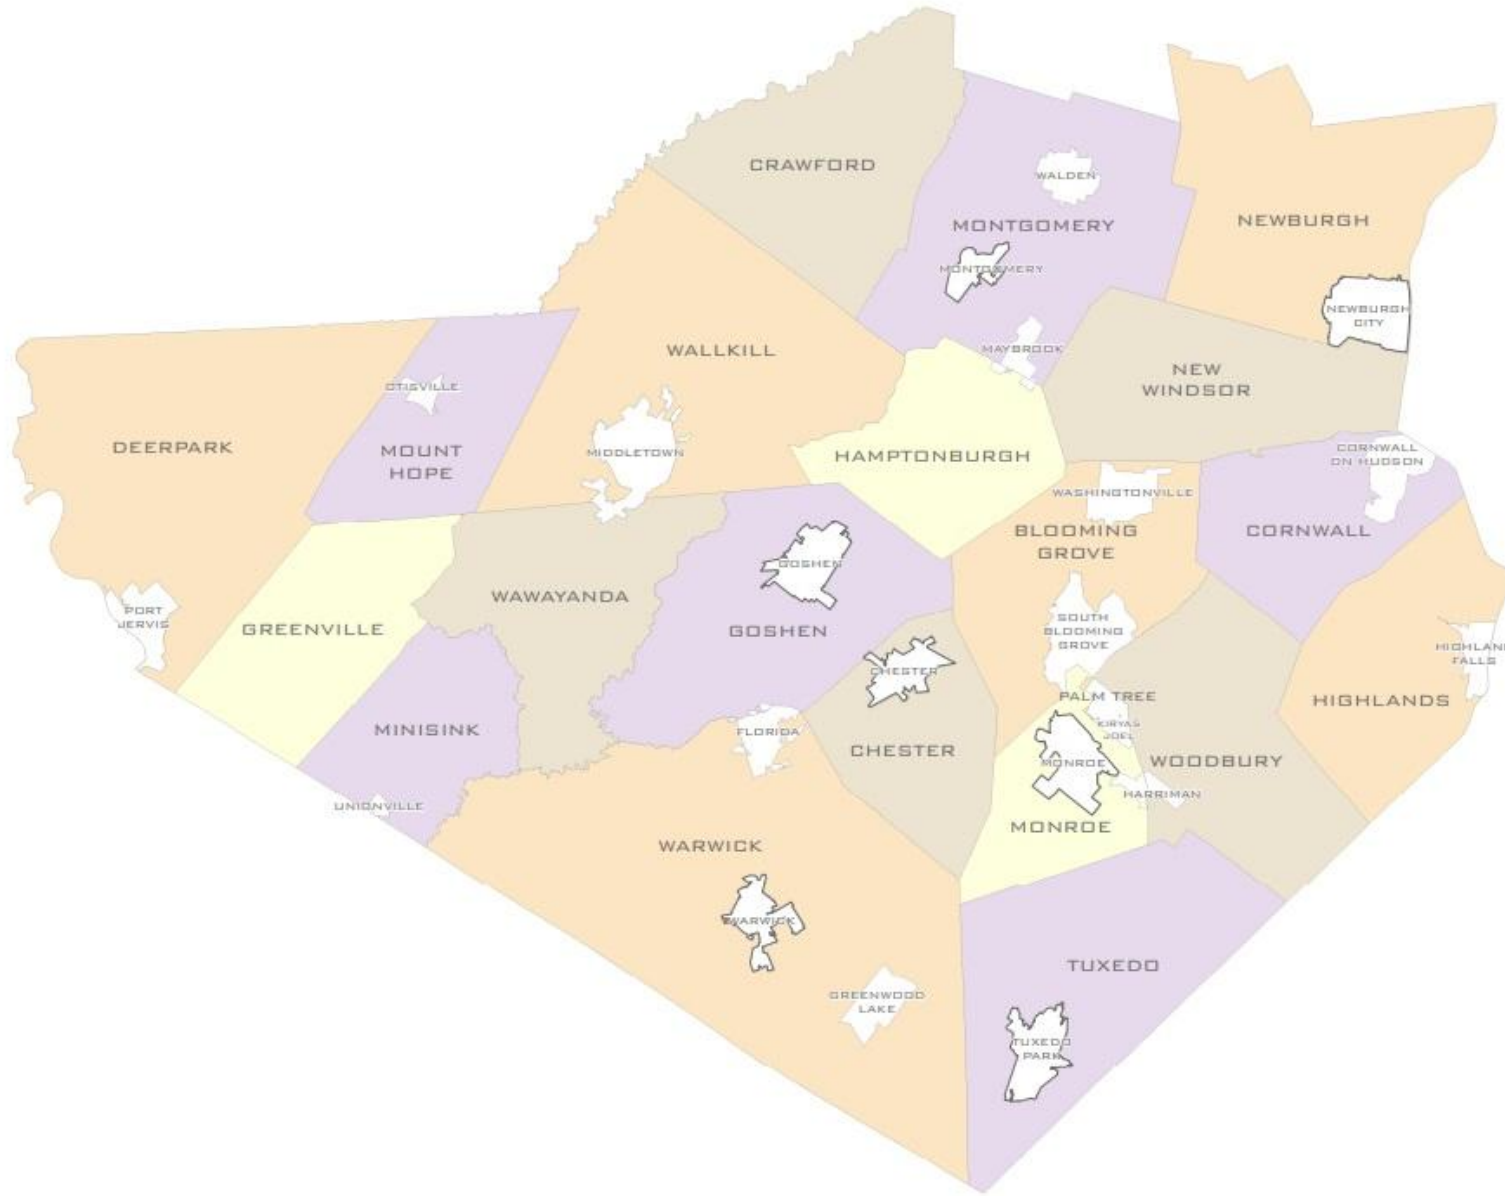 CRAWFORD
WALDEN
MONTGOMERY
NEWBURGH
MONTGOMERY
NEWBURGH
CITY
WALLKILL
MAYBROOK
NEW
WINDSOR
OTISVILLE
DEERPARK
MOUNT
HOPE
MIDDLETOWN
HAMPTONBURGH
CORNWALL
ON HUDSON
WASHINGTONVILLE
BLOOMING
GROVE
CORNWALL
GOSHEN
WAWAYANDA
PORT
JERVIS
GREENVILLE
GOSHEN
SOUTH
BLOOMING
GROVE
HIGHLAN
FALLS
CHESTER
PALM TREE
HIGHLANDS
MINISINK
FLORIDA
KIRYAS
JOEL
CHESTER
MONROE
WOODBURY
UNIONVILLE
HARRIMAN
MONROE
WARWICK
WARWICK
TUXEDO
GREENWOOD
LAKE
TUXEDO
PARK